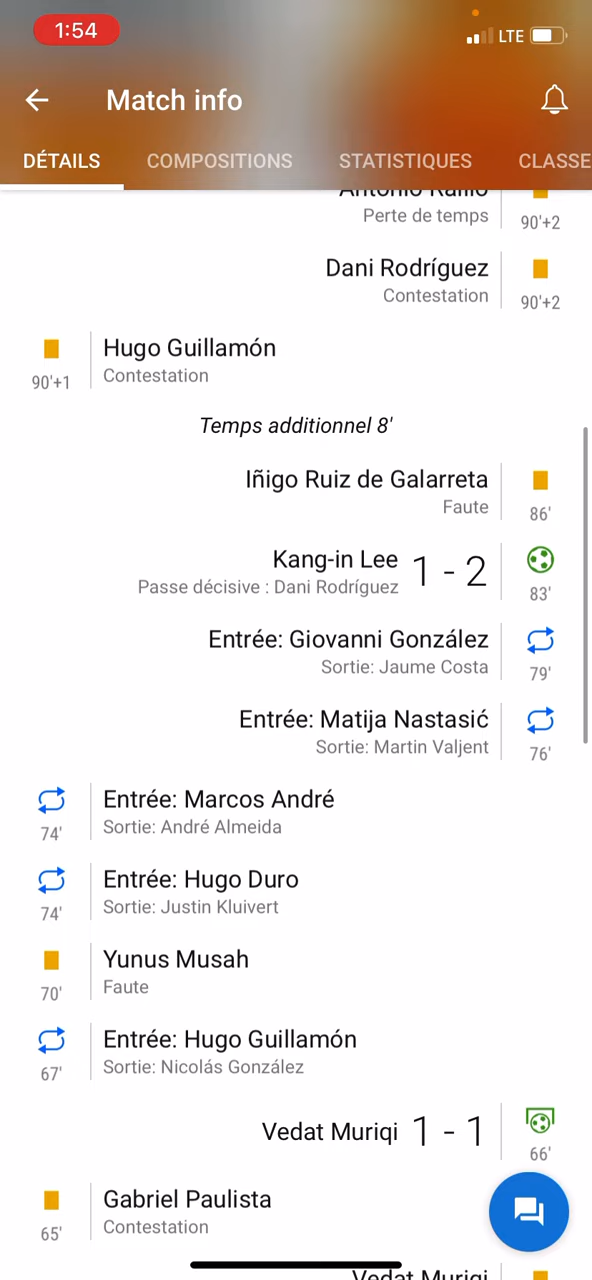 1:54
LTE
Match info
DÉTAILS COMPOSITIONS STATISTIQUES CLASSE
Antonio Raíllo
Perte de temps
90'+2
Dani Rodríguez
Contestation
90'+2
Hugo Guillamón
Contestation
90'+1
Temps additionnel 8'
Iñigo Ruiz de Galarreta
Faute
86'
Kang-in Lee 1 - 2
Passe décisive : Dani Rodríguez
83'
Entrée: Giovanni González
Sortie: Jaume Costa
79'
Entrée: Matija Nastasić
Sortie: Martin Valjent
76'
Entrée: Marcos André
Sortie: André Almeida
74'
Entrée: Hugo Duro
Sortie: Justin Kluivert
74'
Yunus Musah
Faute
70'
Entrée: Hugo Guillamón
Sortie: Nicolás González
67'
Vedat Muriqi 1 - 1
66'
Gabriel Paulista
Contestation
65'
Vedat Muriqi